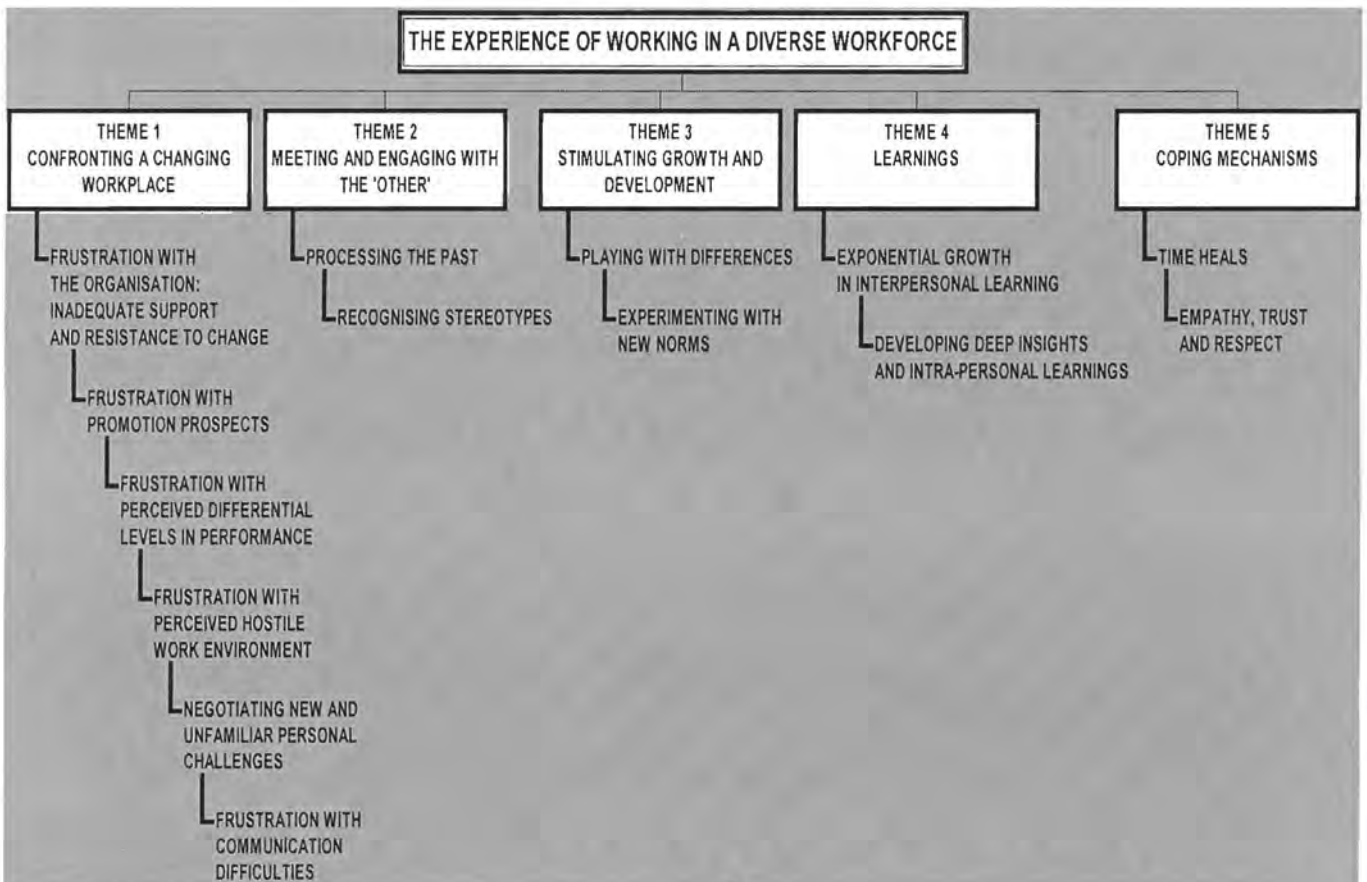 THE EXPERIENCE OF WORKING IN A DIVERSE WORKFORCE
THEME 1
CONFRONTING A CHANGING
WORKPLACE
FRUSTRATION WITH
THE ORGANISATION:
INADEQUATE SUPPORT
AND RESISTANCE TO CHANGE
FRUSTRATION WITH
PROMOTION PROSPECTS
FRUSTRATION WITH
PERCEIVED DIFFERENTIAL
LEVELS IN PERFORMANCE
FRUSTRATION WITH
PERCEIVED HOSTILE
WORK ENVIRONMENT
NEGOTIATING NEW AND
UNFAMILIAR PERSONAL
CHALLENGES
FRUSTRATION WITH
COMMUNICATION
DIFFICULTIES
THEME 2
MEETING AND ENGAGING WITH
THE 'OTHER'
PROCESSING THE PAST
RECOGNISING STEREOTYPES
THEME 3
STIMULATING GROWTH AND
DEVELOPMENT
PLAYING WITH DIFFERENCES
EXPERIMENTING WITH
NEW NORMS
THEME 4
LEARNINGS
EXPONENTIAL GROWTH
IN INTERPERSONAL LEARNING
DEVELOPING DEEP INSIGHTS
AND INTRA-PERSONAL LEARNINGS
THEME 5
COPING MECHANISMS
TIME HEALS
EMPATHY, TRUST
AND RESPECT